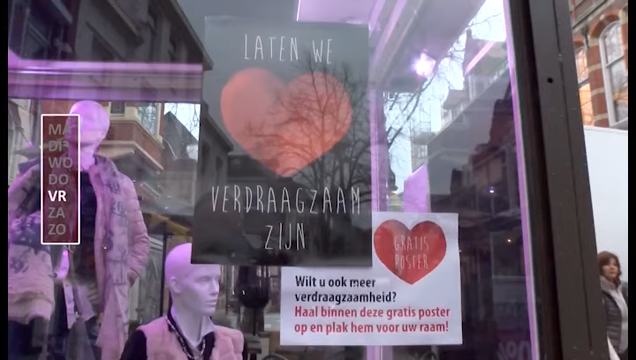 LATEN WE
VERDRAAGZAAM
ZIJN
GRATIS
POSTER
Wilt u ook meer
verdraagzaamheid?
Haal binnen deze gratis poster
op en plak hem voor uw raam!
MA
DI
WO
DO
VR
ZA
ZO